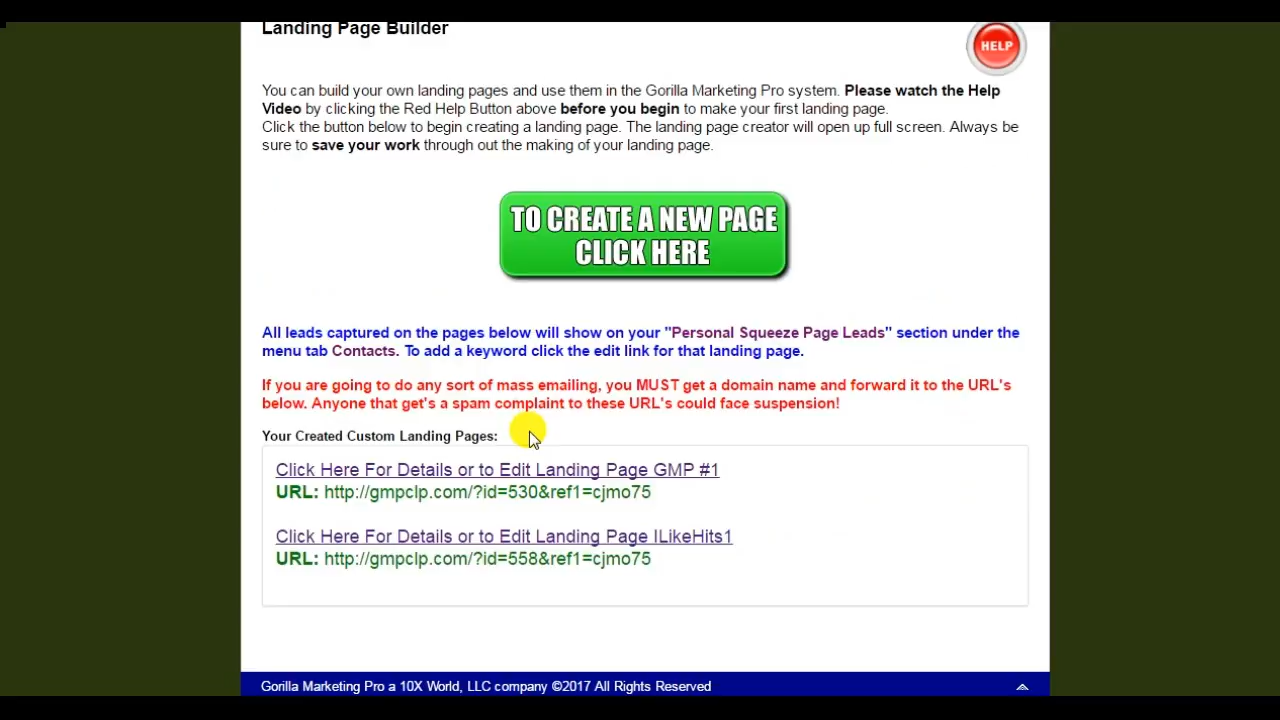 Landing Page Builder
HELP
You can build your own landing pages and use them in the Gorilla Marketing Pro system. Please watch the Help
Video by clicking the Red Help Button above before you begin to make your first landing page.
Click the button below to begin creating a landing page. The landing page creator will open up full screen. Always be
sure to save your work through out the making of your landing page.
TO CREATE A NEW PAGE
CLICK HERE
All leads captured on the pages below will show on your "Personal Squeeze Page Leads" section under the
menu tab Contacts. To add a keyword click the edit link for that landing page.
If you are going to do any sort of mass emailing, you MUST get a domain name and forward it to the URL's
below. Anyone that get's a spam complaint to these URL's could face suspension!
Your Created Custom Landing Pages:
Click Here For Details or to Edit Landing Page GMP #1
URL: http://gmpclp.com/?id=530&ref1=cjmo75
Click Here For Details or to Edit Landing Page ILikeHits1
URL: http://gmpclp.com/?id=558&ref1=cjmo75
Gorilla Marketing Pro a 10X World, LLC company ©2017 All Rights Reserved